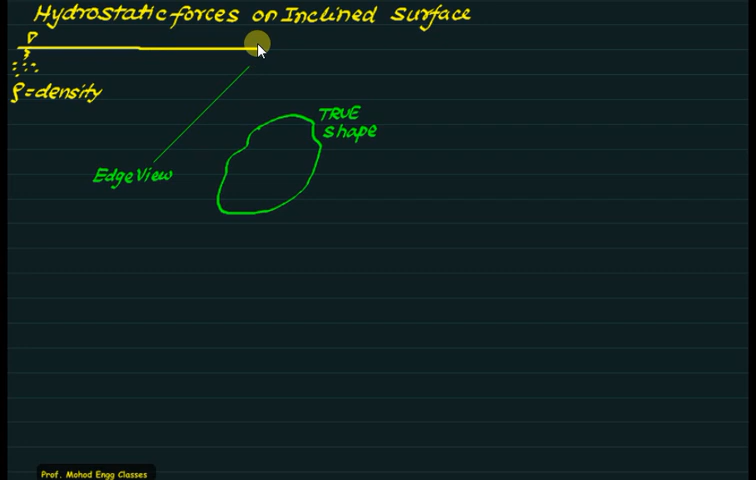 Hydrostatic forces on Inclined Surface
ρ=density
TRUE
shape
Edge View
Prof. Mohod Engg Classes